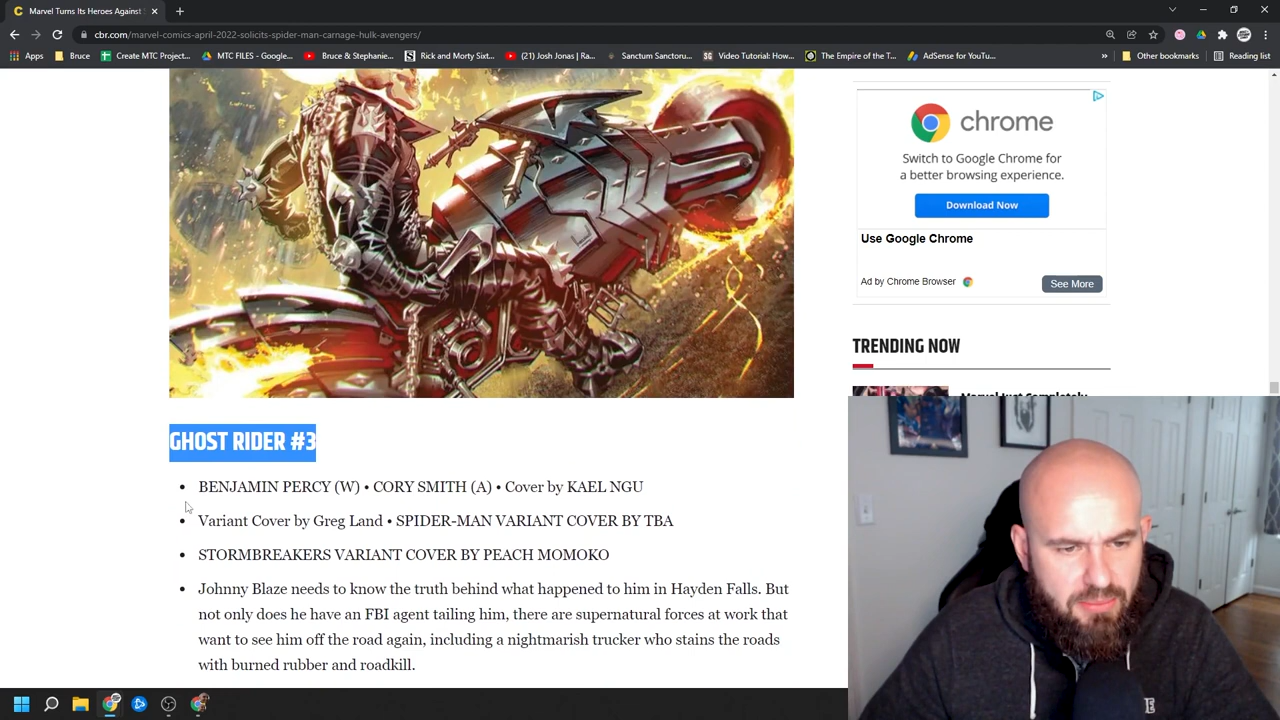 Marvel Turns Its Heroes Against
cbr.com/marvel-comics-april-2022-solicits-spider-man-carnage-hulk-avengers/
Apps
Bruce
Create MTC Project...
MTC FILES - Google...
Bruce & Stephanie...
Rick and Morty Sixt...
(21) Josh Jonas | Ra...
Sanctum Sanctoru...
Video Tutorial: How...
The Empire of the T...
AdSense for YouTu...
»
Other bookmarks
Reading list
chrome
Switch to Google Chrome for
a better browsing experience.
Download Now
Use Google Chrome
Ad by Chrome Browser
See More
TRENDING NOW
Marvel Just Completely
GHOST RIDER #3
• BENJAMIN PERCY (W) • CORY SMITH (A) • Cover by KAEL NGU
• Variant Cover by Greg Land • SPIDER-MAN VARIANT COVER BY TBA
• STORMBREAKERS VARIANT COVER BY PEACH MOMOKO
• Johnny Blaze needs to know the truth behind what happened to him in Hayden Falls. But
not only does he have an FBI agent tailing him, there are supernatural forces at work that
want to see him off the road again, including a nightmarish trucker who stains the roads
with burned rubber and roadkill.